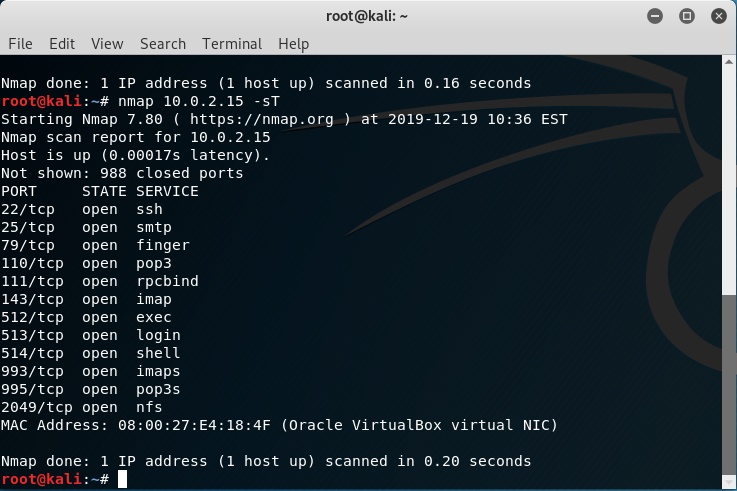 root@kali: ~
File Edit View Search Terminal Help
Nmap done: 1 IP address (1 host up) scanned in 0.16 seconds
root@kali:~# nmap 10.0.2.15 -sT
Starting Nmap 7.80 ( https://nmap.org ) at 2019-12-19 10:36 EST
Nmap scan report for 10.0.2.15
Host is up (0.00017s latency).
Not shown: 988 closed ports
PORT     STATE SERVICE
22/tcp   open  ssh
25/tcp   open  smtp
79/tcp   open  finger
110/tcp  open  pop3
111/tcp  open  rpcbind
143/tcp  open  imap
512/tcp  open  exec
513/tcp  open  login
514/tcp  open  shell
993/tcp  open  imaps
995/tcp  open  pop3s
2049/tcp open  nfs
MAC Address: 08:00:27:E4:18:4F (Oracle VirtualBox virtual NIC)
Nmap done: 1 IP address (1 host up) scanned in 0.20 seconds
root@kali:~#